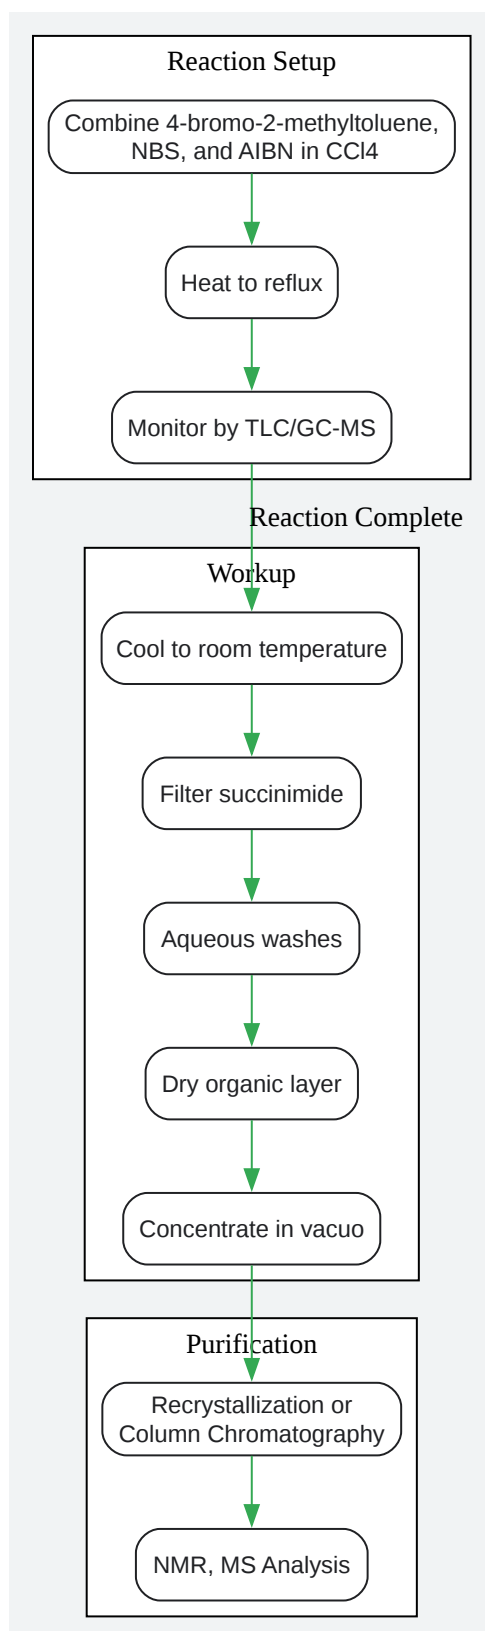 Reaction Setup
Combine 4-bromo-2-methyltoluene,
NBS, and AIBN in CCl4
Heat to reflux
Monitor by TLC/GC-MS
Reaction Complete
Workup
Cool to room temperature
Filter succinimide
Aqueous washes
Dry organic layer
Concentrate in vacuo
Purification
Recrystallization or
Column Chromatography
NMR, MS Analysis